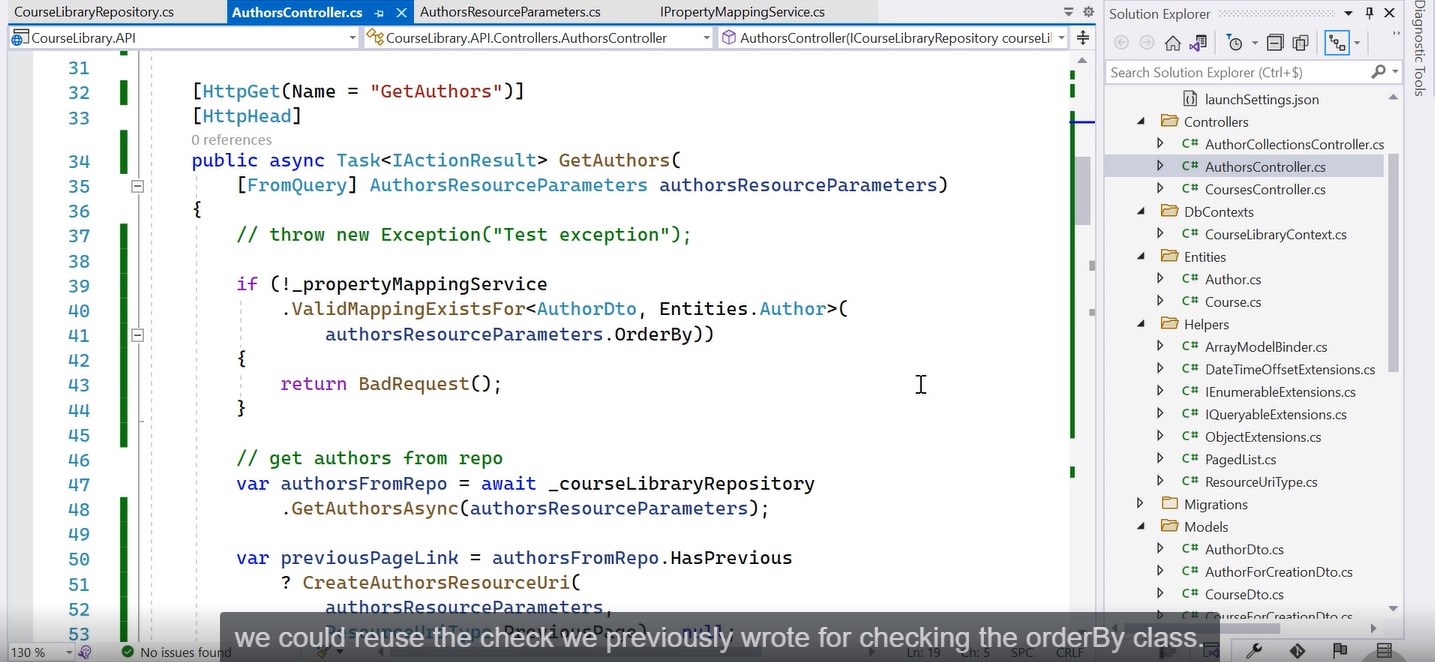 CourseLibraryRepository.cs AuthorsController.cs AuthorsResourceParameters.cs IPropertyMappingService.cs
CourseLibrary.API CourseLibrary.API.Controllers.AuthorsController AuthorsController(ICourseLibraryRepository courseLi
31
32 [HttpGet(Name = "GetAuthors")]
33 [HttpHead]
0 references
34 public async Task<IActionResult> GetAuthors(
35 [FromQuery] AuthorsResourceParameters authorsResourceParameters)
36 {
37 // throw new Exception("Test exception");
38
39 if (!_propertyMappingService
40 .ValidMappingExistsFor<AuthorDto, Entities.Author>(
41 authorsResourceParameters.OrderBy))
42 {
43 return BadRequest();
44 }
45
46 // get authors from repo
47 var authorsFromRepo = await _courseLibraryRepository
48 .GetAuthorsAsync(authorsResourceParameters);
49
50 var previousPageLink = authorsFromRepo.HasPrevious
51 ? CreateAuthorsResourceUri(
52 authorsResourceParameters,
53 ResourceUriType.PreviousPage) : null;
we could reuse the check we previously wrote for checking the orderBy class.
130 % No issues found Ln: 19 Ch: 5 SPC CRLF
Solution Explorer
Search Solution Explorer (Ctrl+$)
launchSettings.json
Controllers
C# AuthorCollectionsController.cs
C# AuthorsController.cs
C# CoursesController.cs
DbContexts
C# CourseLibraryContext.cs
Entities
C# Author.cs
C# Course.cs
Helpers
C# ArrayModelBinder.cs
C# DateTimeOffsetExtensions.cs
C# IEnumerableExtensions.cs
C# IQueryableExtensions.cs
C# ObjectExtensions.cs
C# PagedList.cs
C# ResourceUriType.cs
Migrations
Models
C# AuthorDto.cs
C# AuthorForCreationDto.cs
C# CourseDto.cs
C# CourseForCreationDto.cs
Diagnostic Tools